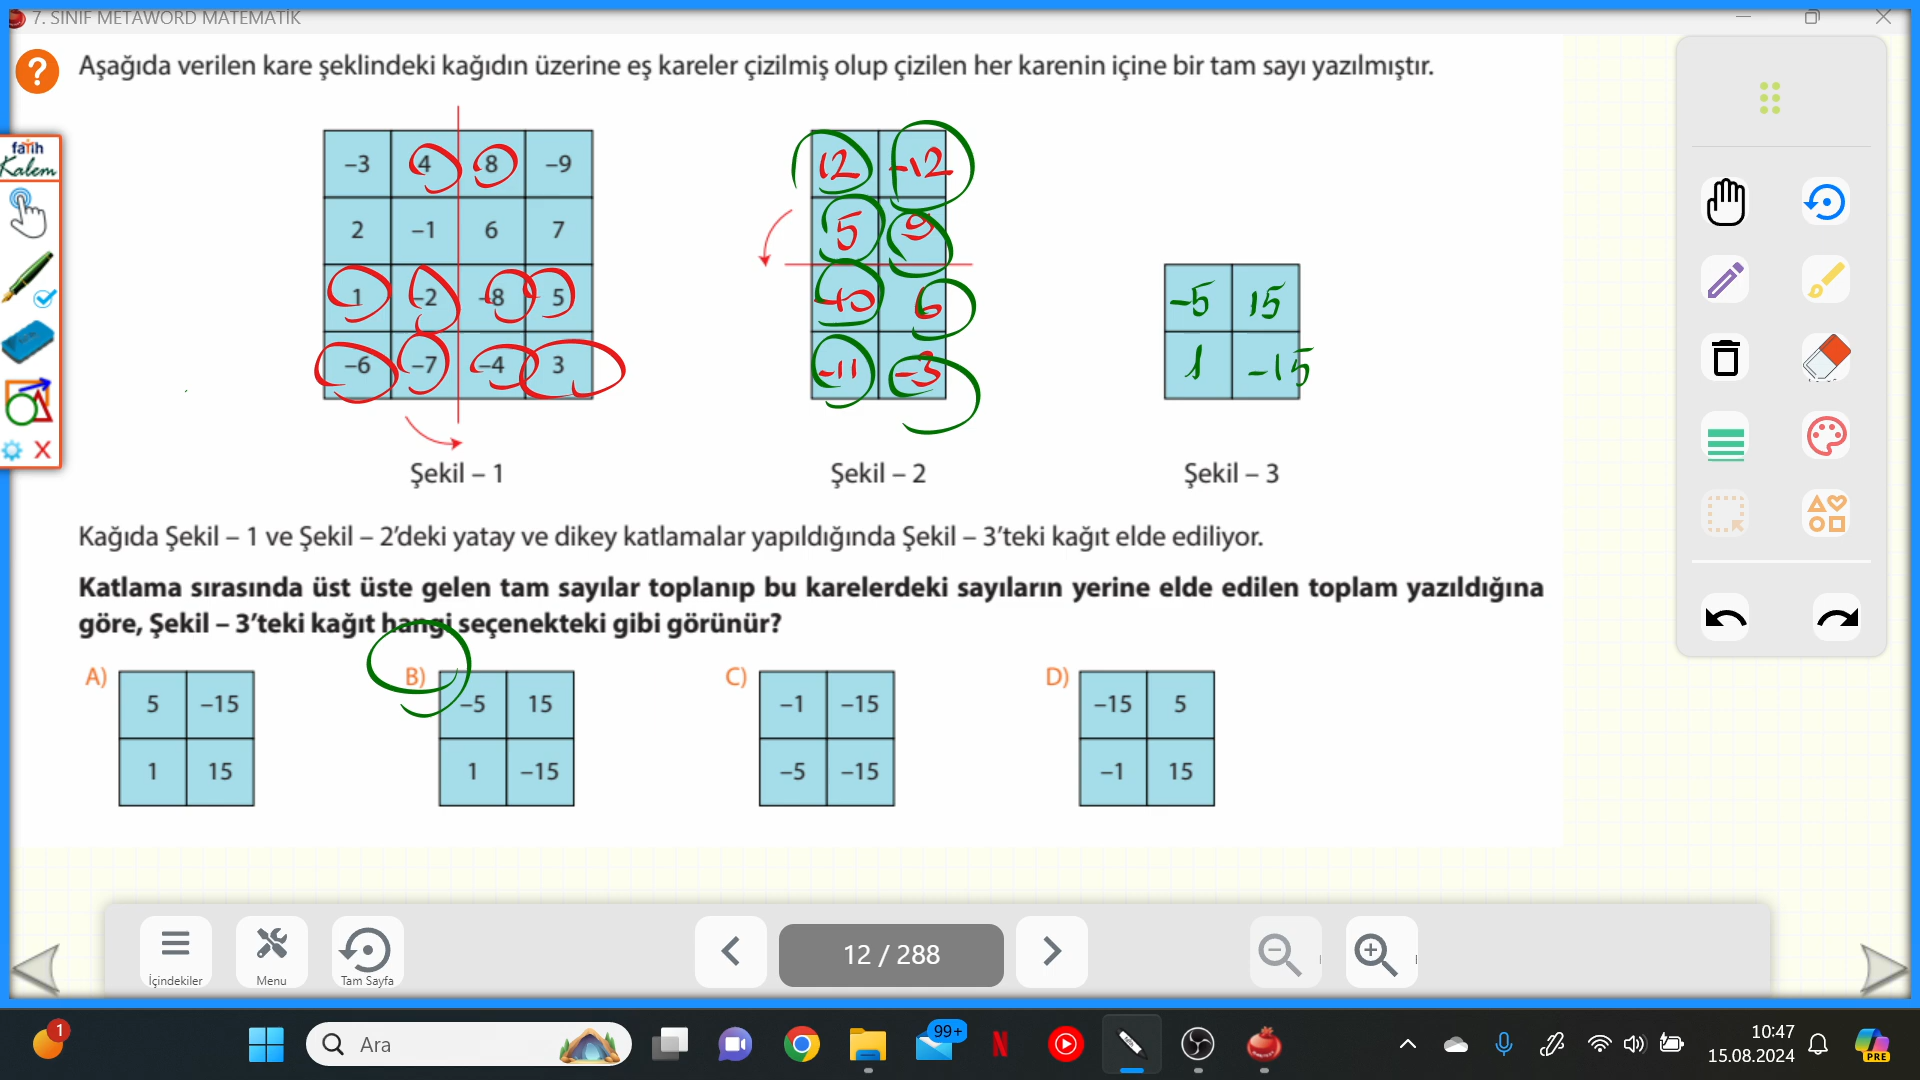 7. SINIF METAWORD MATEMATİK
? Aşağıda verilen kare şeklindeki kağıdın üzerine eş kareler çizilmiş olup çizilen her karenin içine bir tam sayı yazılmıştır.
fatih
Kalem
–3 4 8 –9
2 –1 6 7
1 –2 –8 5
–6 –7 –4 3
Şekil – 1
12 -12
5 9
-10 6
-11 -3
Şekil – 2
-5 15
1 -15
Şekil – 3
Kağıda Şekil – 1 ve Şekil – 2’deki yatay ve dikey katlamalar yapıldığında Şekil – 3’teki kağıt elde ediliyor.
Katlama sırasında üst üste gelen tam sayılar toplanıp bu karelerdeki sayıların yerine elde edilen toplam yazıldığına
göre, Şekil – 3’teki kağıt hangi seçenekteki gibi görünür?
A)
5 –15
1 15
B)
–5 15
1 –15
C)
–1 –15
–5 –15
D)
–15 5
–1 15
İçindekiler
Menu
Tam Sayfa
12 / 288
1
Ara
99+
10:47
15.08.2024
PRE